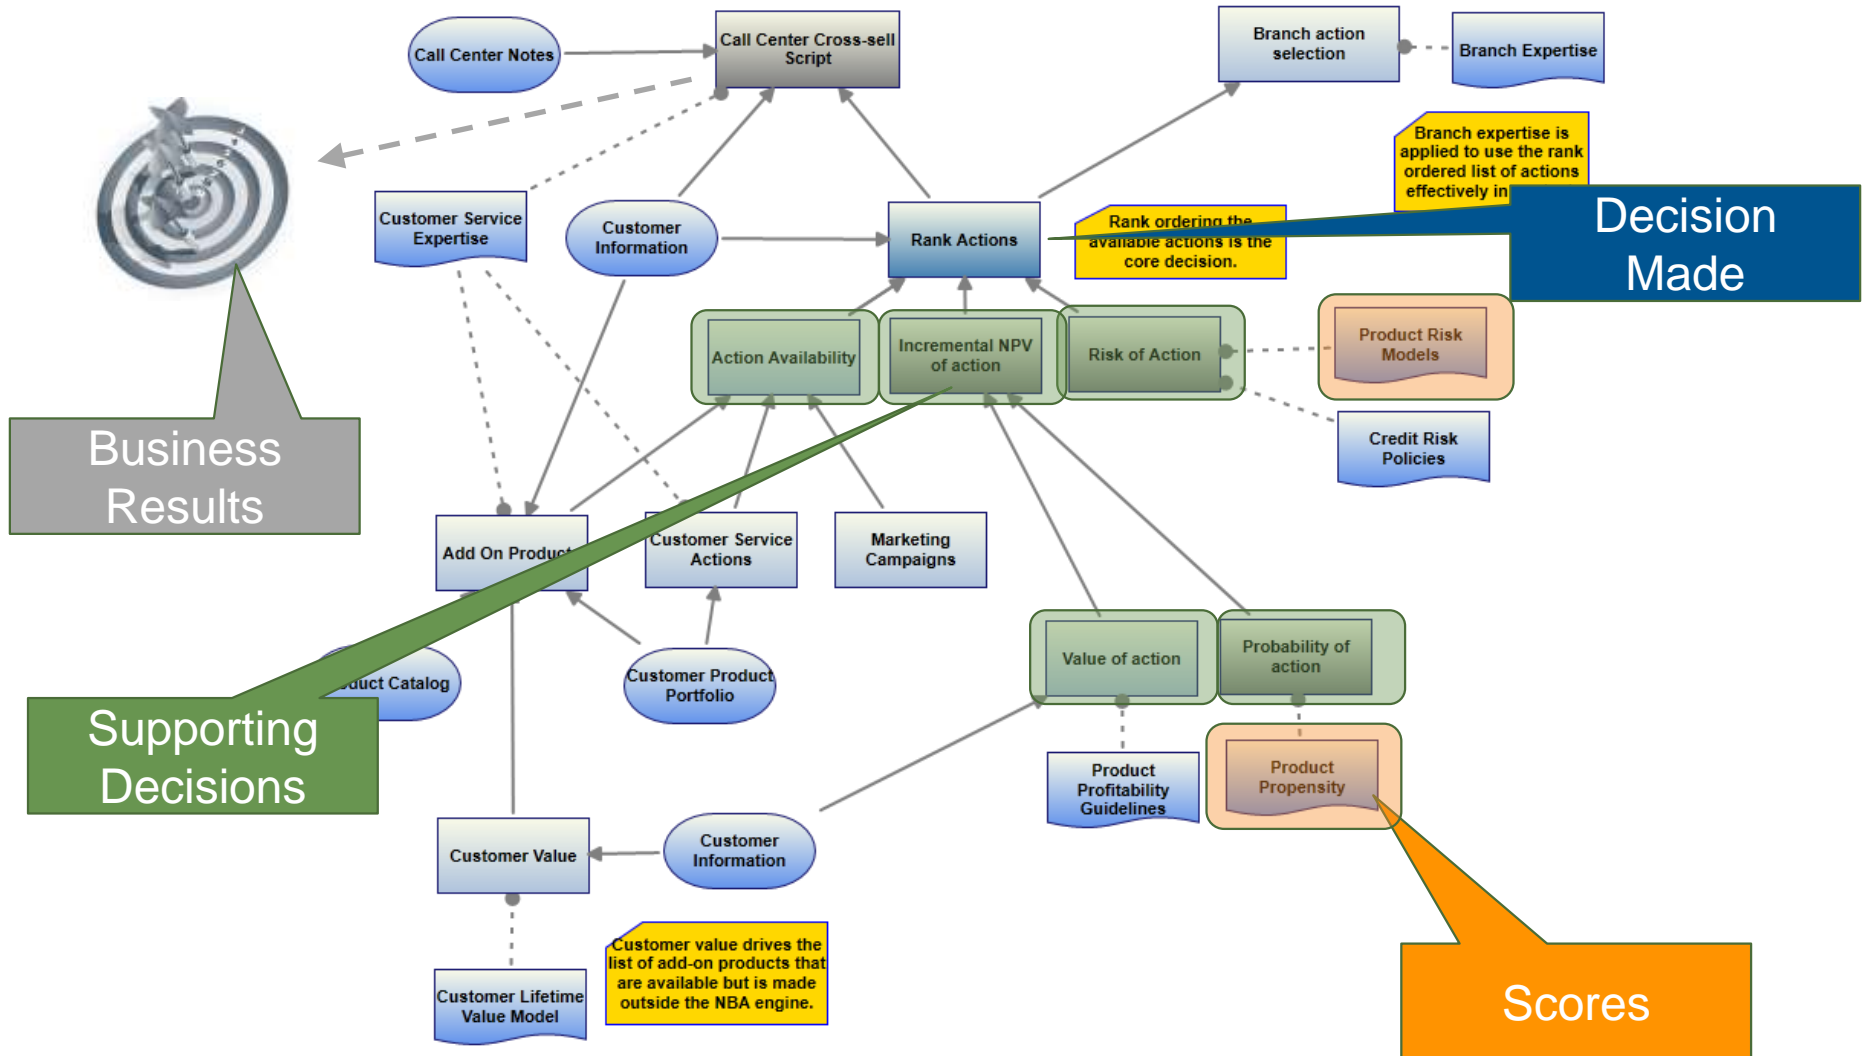 Call Center Notes
Call Center Cross-sell
Script
Branch action
selection
Branch Expertise
Branch expertise is
applied to use the rank
ordered list of actions
effectively in
Customer Service
Expertise
Customer
Information
Rank Actions
Rank ordering the
available actions is the
core decision.
Decision
Made
Action Availability
Incremental NPV
of action
Risk of Action
Product Risk
Models
Credit Risk
Policies
Business
Results
Add On Product
Customer Service
Actions
Marketing
Campaigns
Value of action
Probability of
action
Catalog
Customer Product
Portfolio
Supporting
Decisions
Product
Profitability
Guidelines
Product
Propensity
Customer Value
Customer
Information
Customer value drives the
list of add-on products that
are available but is made
outside the NBA engine.
Customer Lifetime
Value Model
Scores